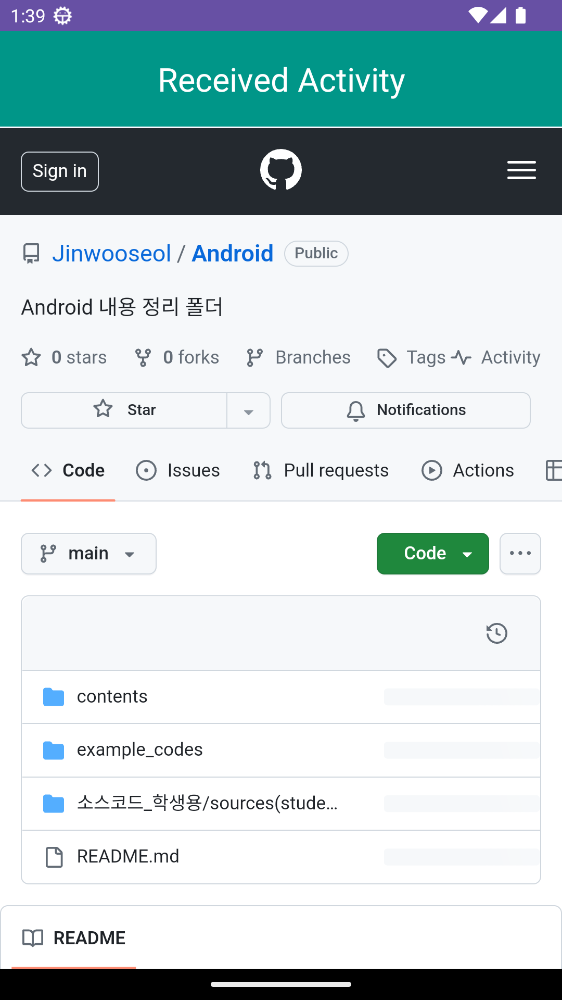 1:39
Received Activity
Sign in
Jinwooseol / Android Public
Android 내용 정리 폴더
0 stars 0 forks Branches Tags Activity
Star Notifications
Code Issues Pull requests Actions
main Code
contents
example_codes
소스코드_학생용/sources(stude...
README.md
README